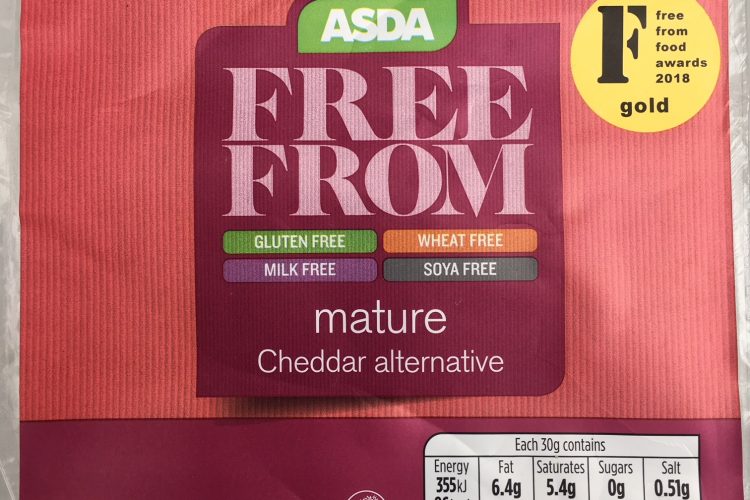 ASDA
FREE
FROM
GLUTEN FREE
WHEAT FREE
MILK FREE
SOYA FREE
mature
Cheddar alternative
F
free
from
food
awards
2018
gold
Each 30g contains
Energy
355kJ
Fat
6.4g
Saturates
5.4g
Sugars
0g
Salt
0.51g